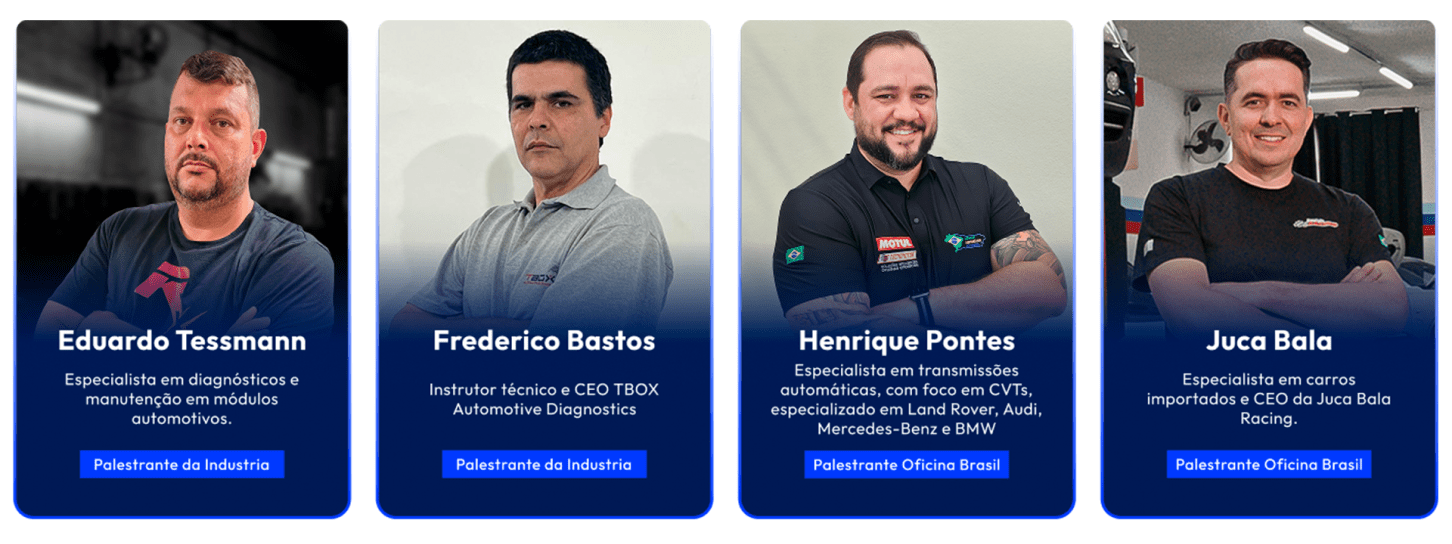 TBOX
MOTUL
Eduardo Tessmann
Especialista em diagnósticos e
manutenção em módulos
automotivos.
Palestrante da Industria
Frederico Bastos
Instrutor técnico e CEO TBOX
Automotive Diagnostics
Palestrante da Industria
Henrique Pontes
Especialista em transmissões
automáticas, com foco em CVTs,
especializado em Land Rover, Audi,
Mercedes-Benz e BMW
Palestrante Oficina Brasil
Juca Bala
Especialista em carros
importados e CEO da Juca Bala
Racing.
Palestrante Oficina Brasil